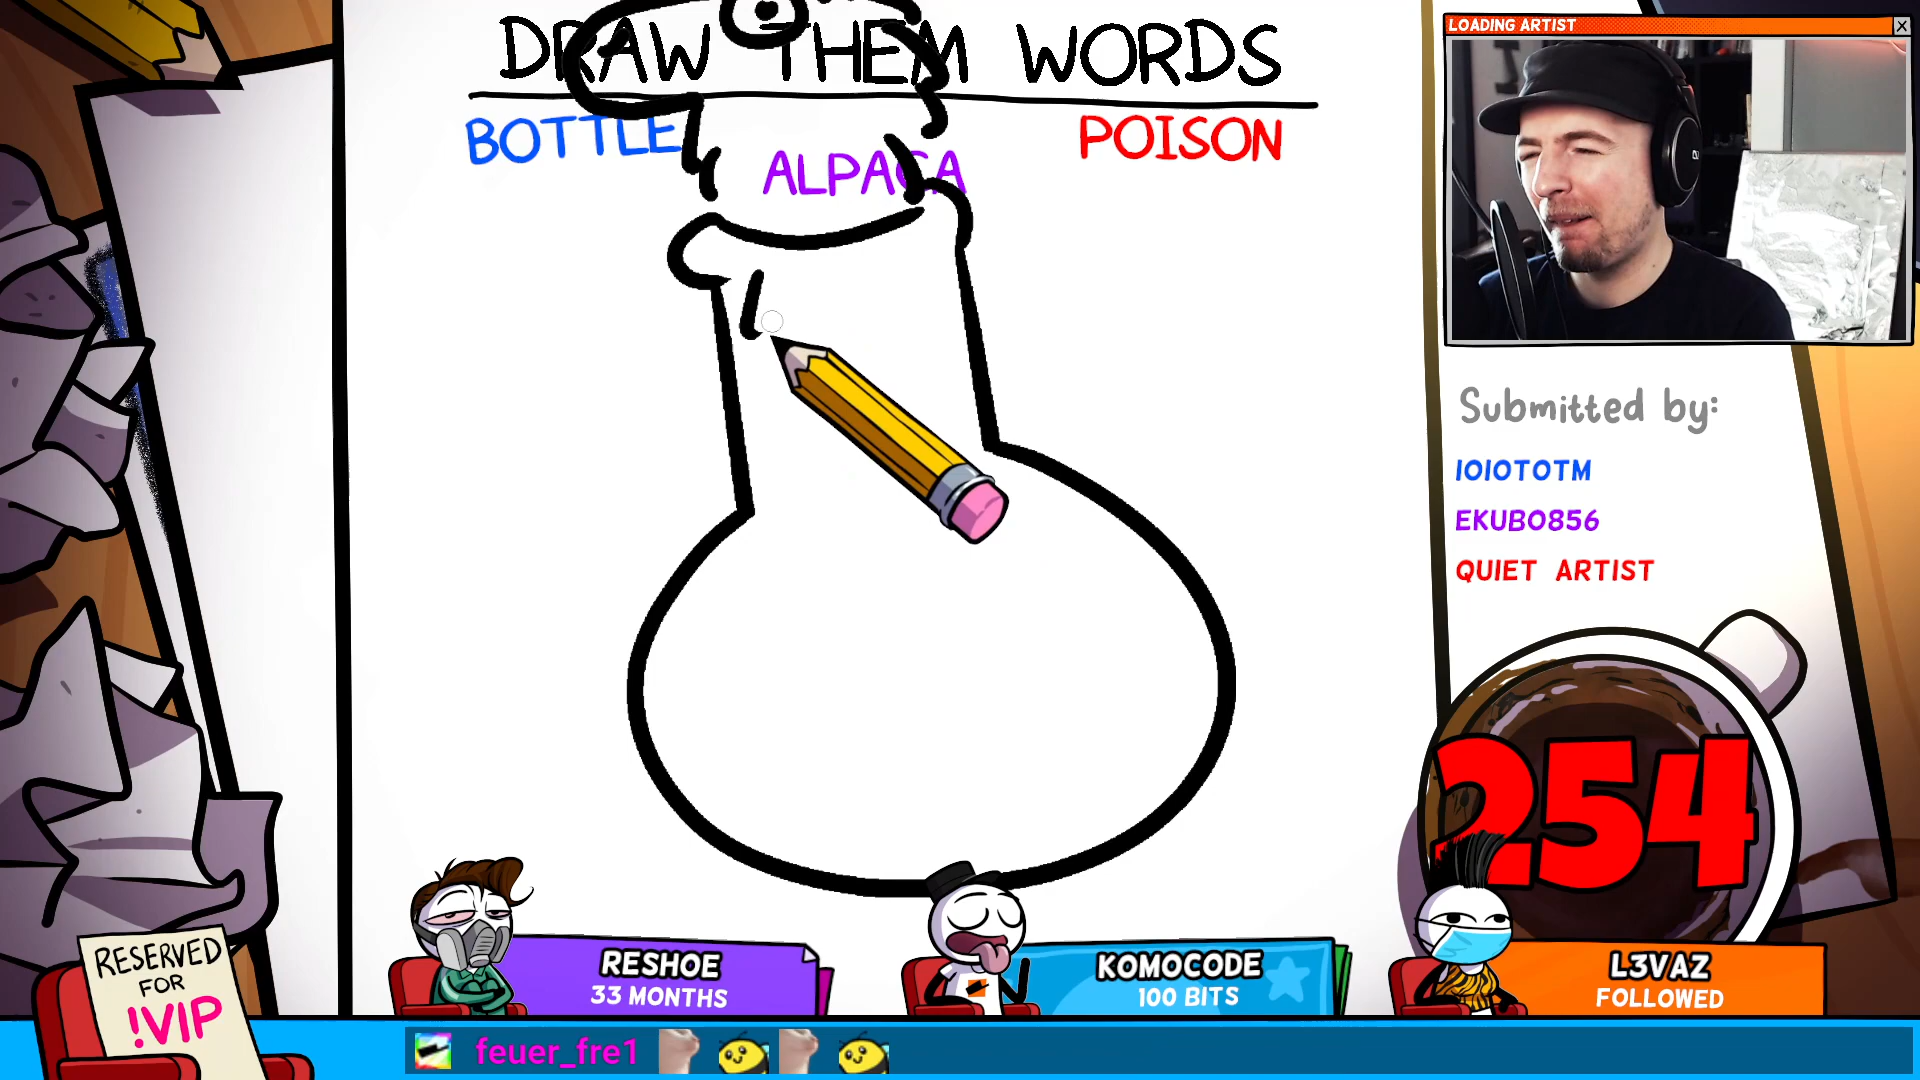 DRAW THEM WORDS
BOTTLE
ALPACA
POISON
LOADING ARTIST
Submitted by:
IOIOTOTM
EKUBO856
QUIET ARTIST
254
RESERVED
FOR
!VIP
RESHOE
33 MONTHS
KOMOCODE
100 BITS
L3VAZ
FOLLOWED
feuer_fre1